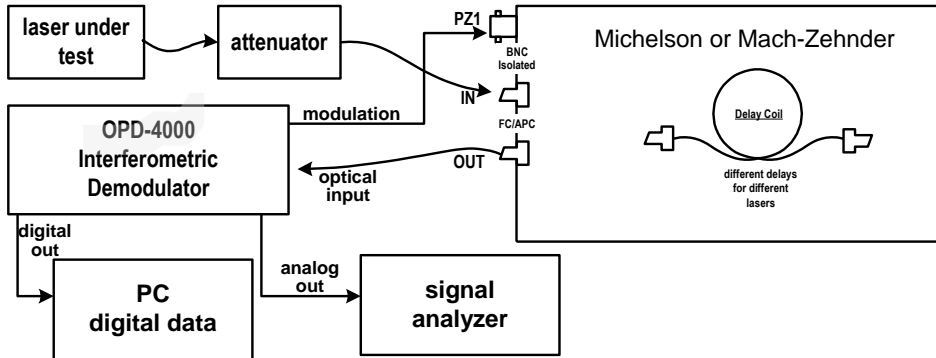 laser under
test
attenuator
PZ1
BNC
Isolated
IN
FC/APC
OUT
Michelson or Mach-Zehnder
Delay Coil
different delays
for different
lasers
modulation
OPD-4000
Interferometric
Demodulator
optical
input
digital
out
analog
out
PC
digital data
signal
analyzer